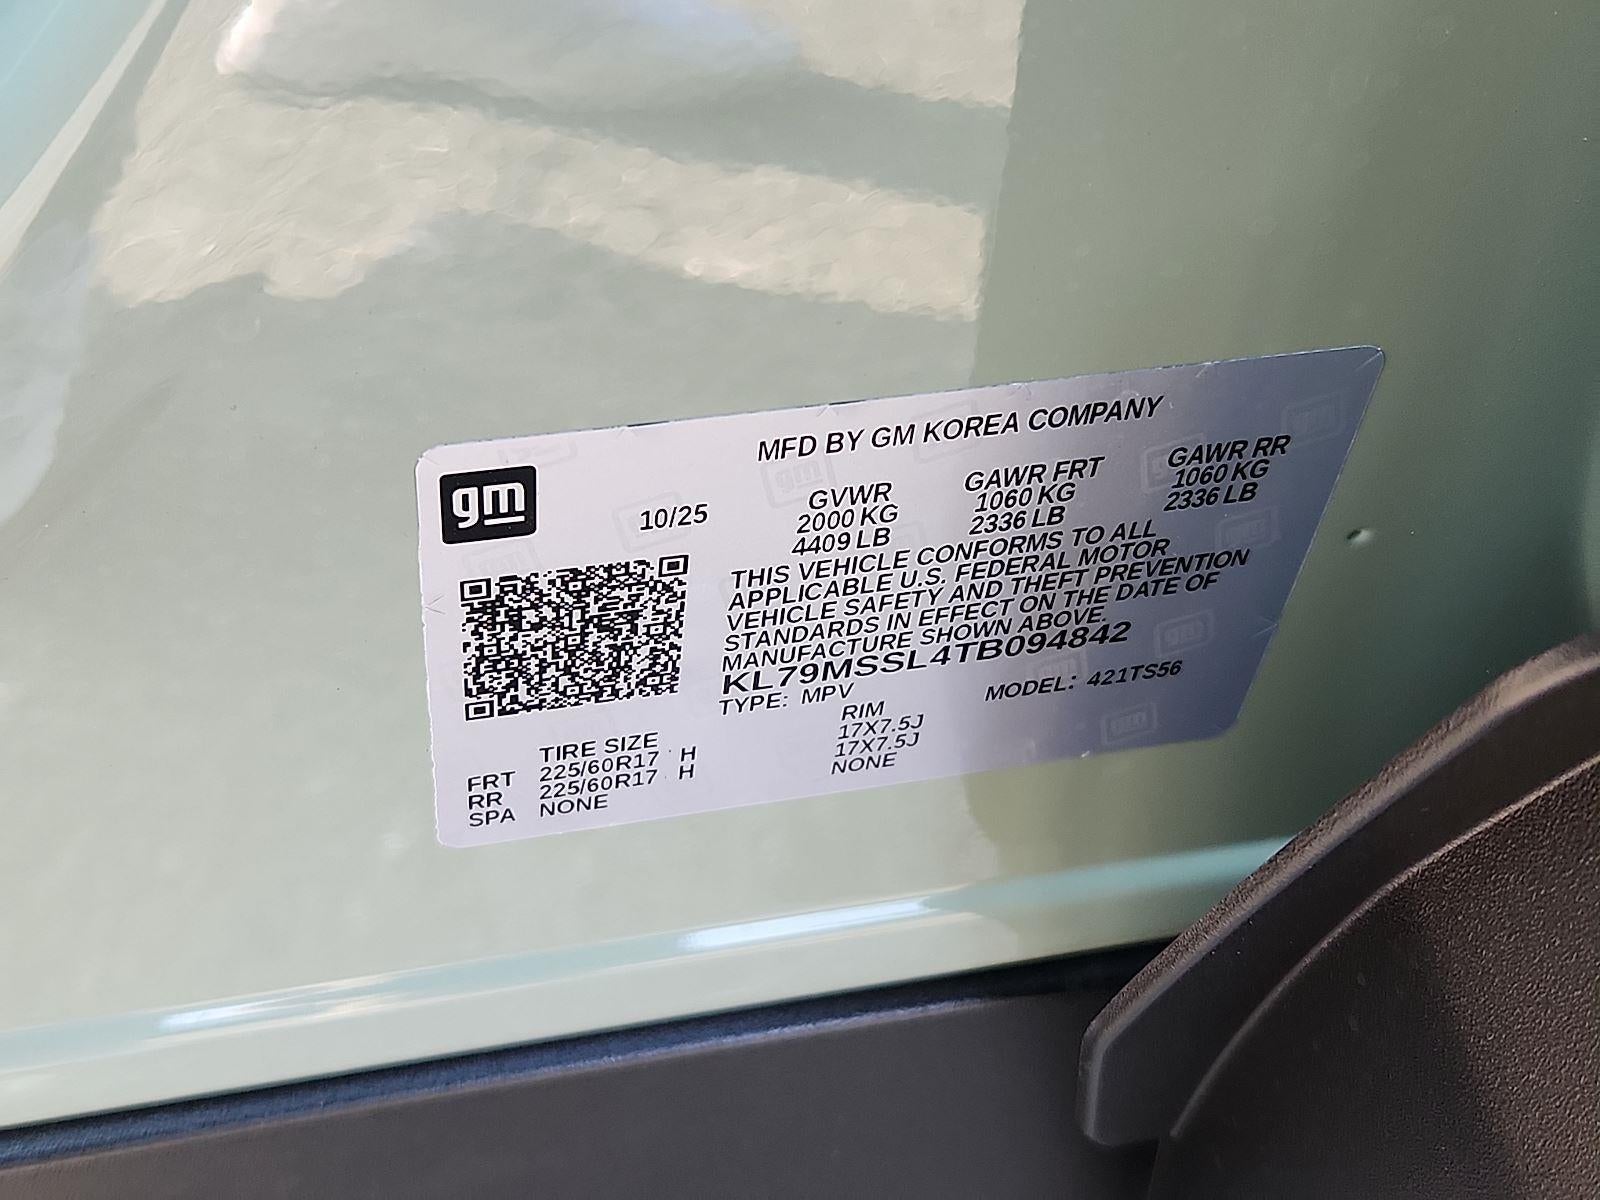 MFD BY GM KOREA COMPANY
gm
10/25
GVWR
2000 KG
4409 LB
GAWR FRT
1060 KG
2336 LB
GAWR RR
1060 KG
2336 LB
THIS VEHICLE CONFORMS TO ALL
APPLICABLE U.S. FEDERAL MOTOR
VEHICLE SAFETY AND THEFT PREVENTION
STANDARDS IN EFFECT ON THE DATE OF
MANUFACTURE SHOWN ABOVE.
KL79MSSL4TB094842
TYPE: MPV MODEL: 421TS56
TIRE SIZE RIM
FRT 225/60R17 H 17X7.5J
RR 225/60R17 H 17X7.5J
SPA NONE NONE